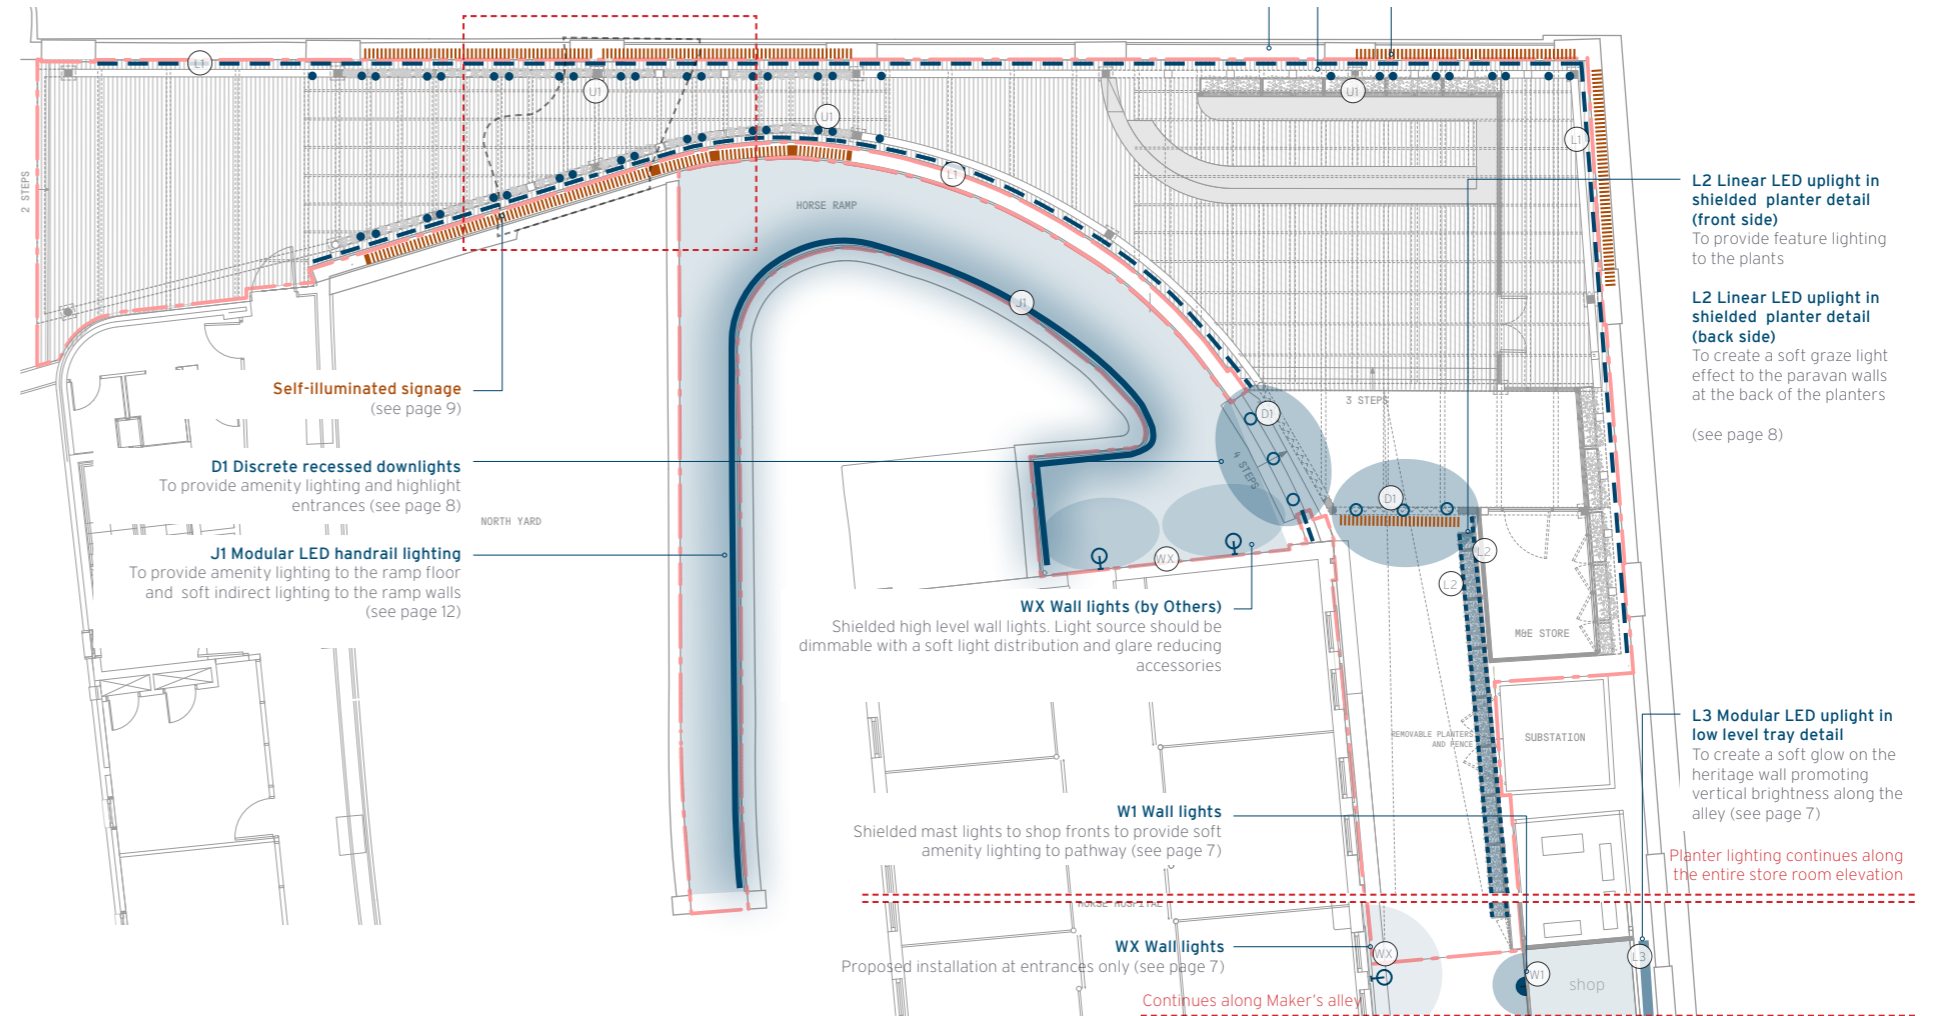 L1
U1
U1
U1
L1
L1
2 STEPS
HORSE RAMP
J1
L2 Linear LED uplight in
shielded planter detail
(front side)
To provide feature lighting
to the plants
L2 Linear LED uplight in
shielded planter detail
(back side)
To create a soft graze light
effect to the paravan walls
at the back of the planters
(see page 8)
Self-illuminated signage
(see page 9)
3 STEPS
D1
4 STEPS
D1 Discrete recessed downlights
To provide amenity lighting and highlight
entrances (see page 8)
D1
NORTH YARD
J1 Modular LED handrail lighting
To provide amenity lighting to the ramp floor
and soft indirect lighting to the ramp walls
(see page 12)
WX
L2
L2
WX Wall lights (by Others)
Shielded high level wall lights. Light source should be
dimmable with a soft light distribution and glare reducing
accessories
M&E STORE
REMOVABLE PLANTERS
AND FENCE
SUBSTATION
L3 Modular LED uplight in
low level tray detail
To create a soft glow on the
heritage wall promoting
vertical brightness along the
alley (see page 7)
W1 Wall lights
Shielded mast lights to shop fronts to provide soft
amenity lighting to pathway (see page 7)
Planter lighting continues along
the entire store room elevation
HORSE HOSPITAL
WX Wall lights
Proposed installation at entrances only (see page 7)
WX
W1
L3
shop
Continues along Maker's alley